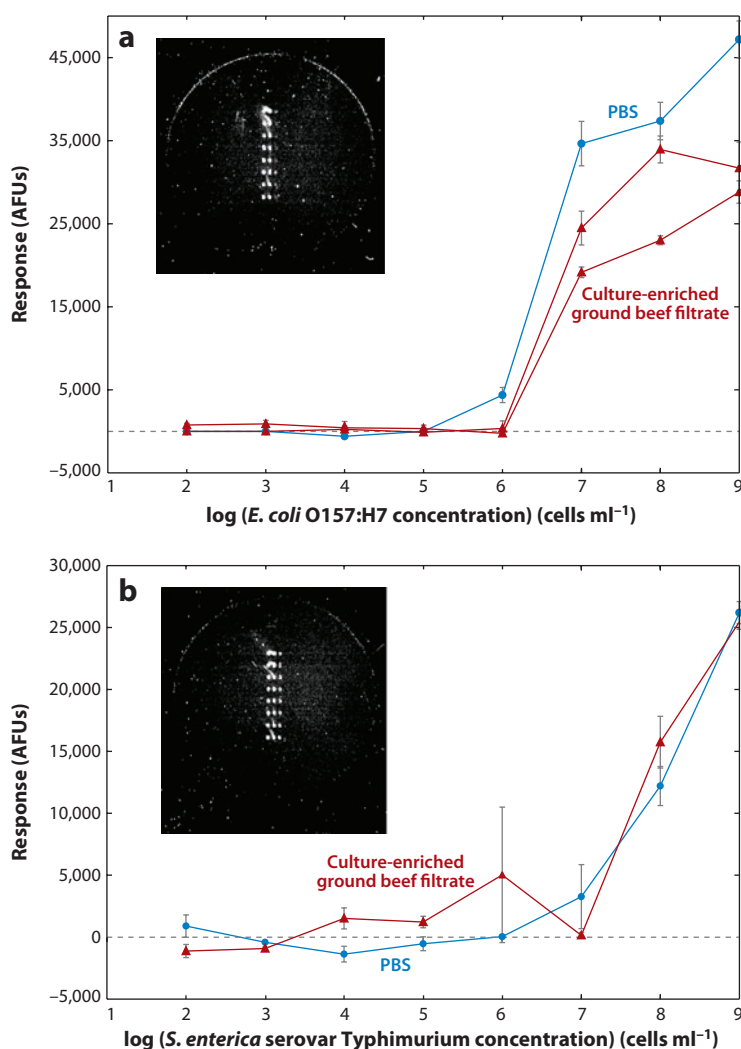 a
45,000
35,000
25,000
15,000
5,000
0
–5,000
Response (AFUs)
PBS
Culture-enriched
ground beef filtrate
1 2 3 4 5 6 7 8 9
log (E. coli O157:H7 concentration) (cells ml–1)
b
30,000
25,000
20,000
15,000
10,000
5,000
0
–5,000
Response (AFUs)
Culture-enriched
ground beef filtrate
PBS
1 2 3 4 5 6 7 8 9
log (S. enterica serovar Typhimurium concentration) (cells ml–1)